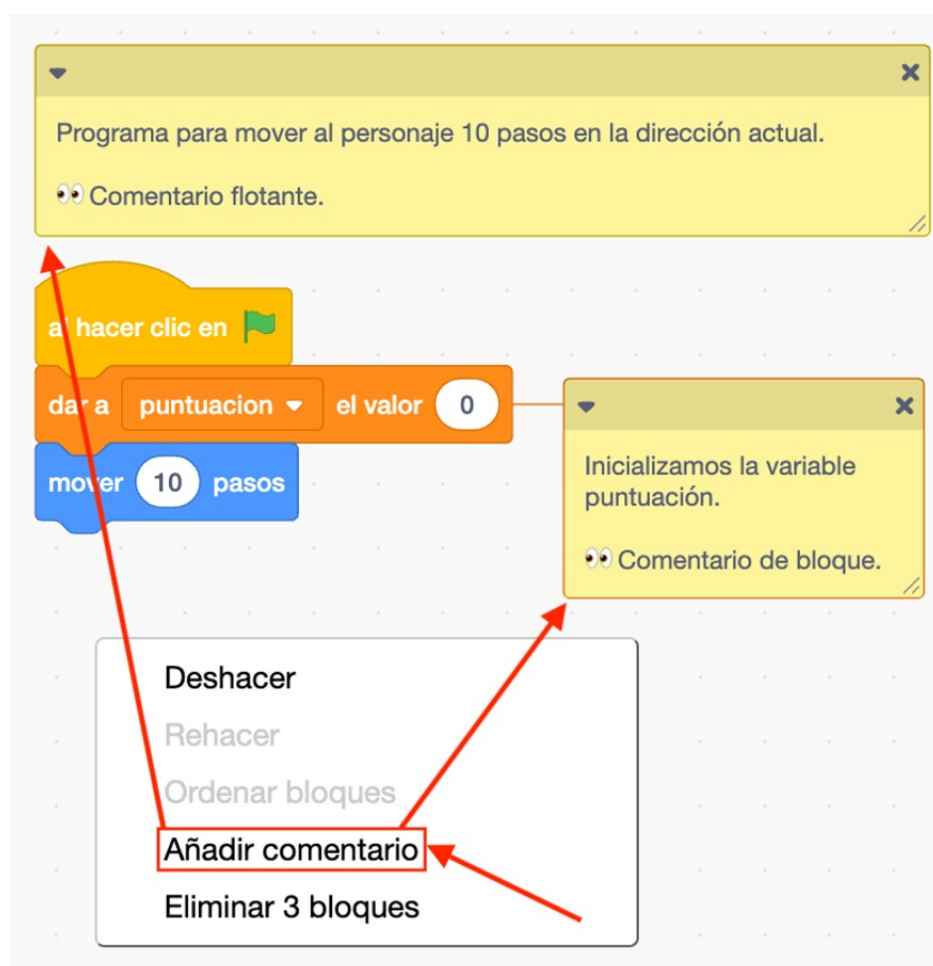 Programa para mover al personaje 10 pasos en la dirección actual.
👀 Comentario flotante.
al hacer clic en
dar a puntuacion el valor 0
mover 10 pasos
Inicializamos la variable
puntuación.
👀 Comentario de bloque.
Deshacer
Rehacer
Ordenar bloques
Añadir comentario
Eliminar 3 bloques